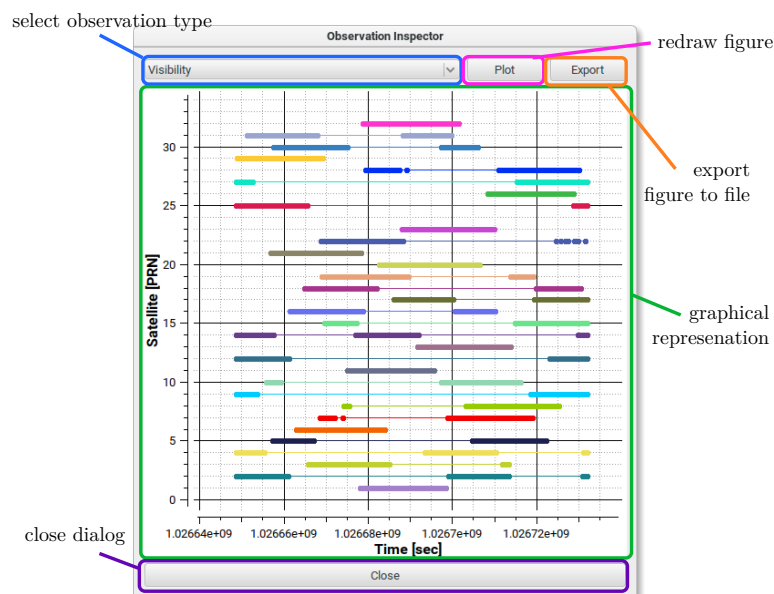 select observation type
Observation Inspector
redraw figure
Visibility
Plot
Export
export
figure to file
30
25
20
15
10
5
0
Satellite [PRN]
graphical
represenation
1.02664e+09 1.02666e+09 1.02668e+09 1.0267e+09 1.02672e+09
Time [sec]
close dialog
Close